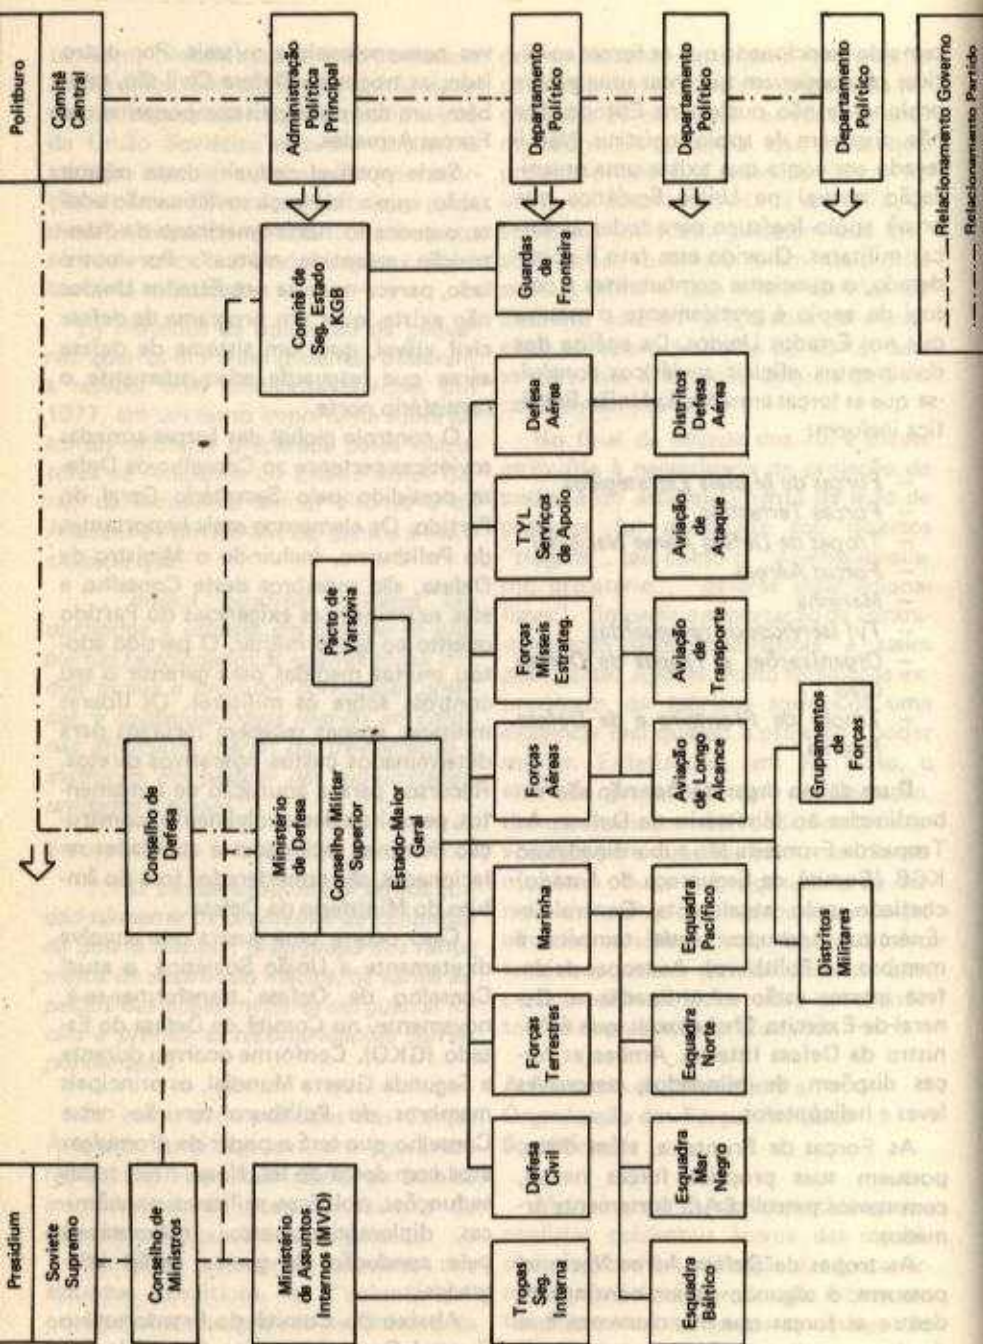 Presidium
Soviete
Supremo
Politburo
Comitê
Central
Conselho de
Ministros
Conselho de
Defesa
Ministério
de Assuntos
Internos (MVD)
Ministério
de Defesa
Conselho Militar
Superior
Estado-Maior
Geral
Pacto de
Varsóvia
Comitê de
Seg. Estado
KGB
Administração
Política
Principal
Tropas
Seg.
Interna
Defesa
Civil
Forças
Terrestres
Marinha
Forças
Aéreas
Forças
Mísseis
Estrateg.
TYL
Serviços
de Apoio
Defesa
Aérea
Guardas
de
Fronteira
Departamento
Político
Esquadra
Báltico
Esquadra
Mar
Negro
Esquadra
Norte
Esquadra
Pacífico
Aviação
de Longo
Alcance
Aviação
de
Transporte
Aviação
de
Ataque
Distritos
Defesa
Aérea
Departamento
Político
Distritos
Militares
Grupamentos
de
Forças
Departamento
Político
Relacionamento Governo
Relacionamento Partido